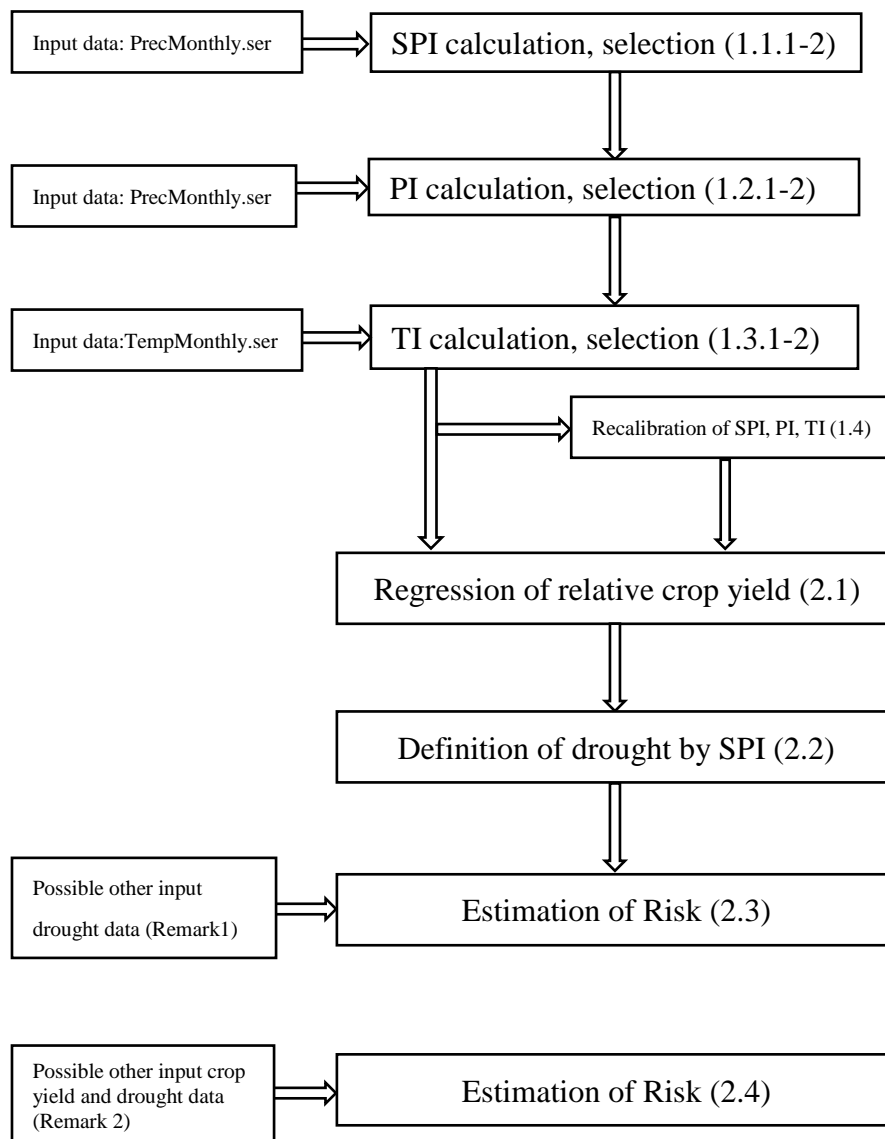 Input data: PrecMonthly.ser
SPI calculation, selection (1.1.1-2)
Input data: PrecMonthly.ser
PI calculation, selection (1.2.1-2)
Input data:TempMonthly.ser
TI calculation, selection (1.3.1-2)
Recalibration of SPI, PI, TI (1.4)
Regression of relative crop yield (2.1)
Definition of drought by SPI (2.2)
Possible other input
drought data (Remark1)
Estimation of Risk (2.3)
Possible other input crop
yield and drought data
(Remark 2)
Estimation of Risk (2.4)